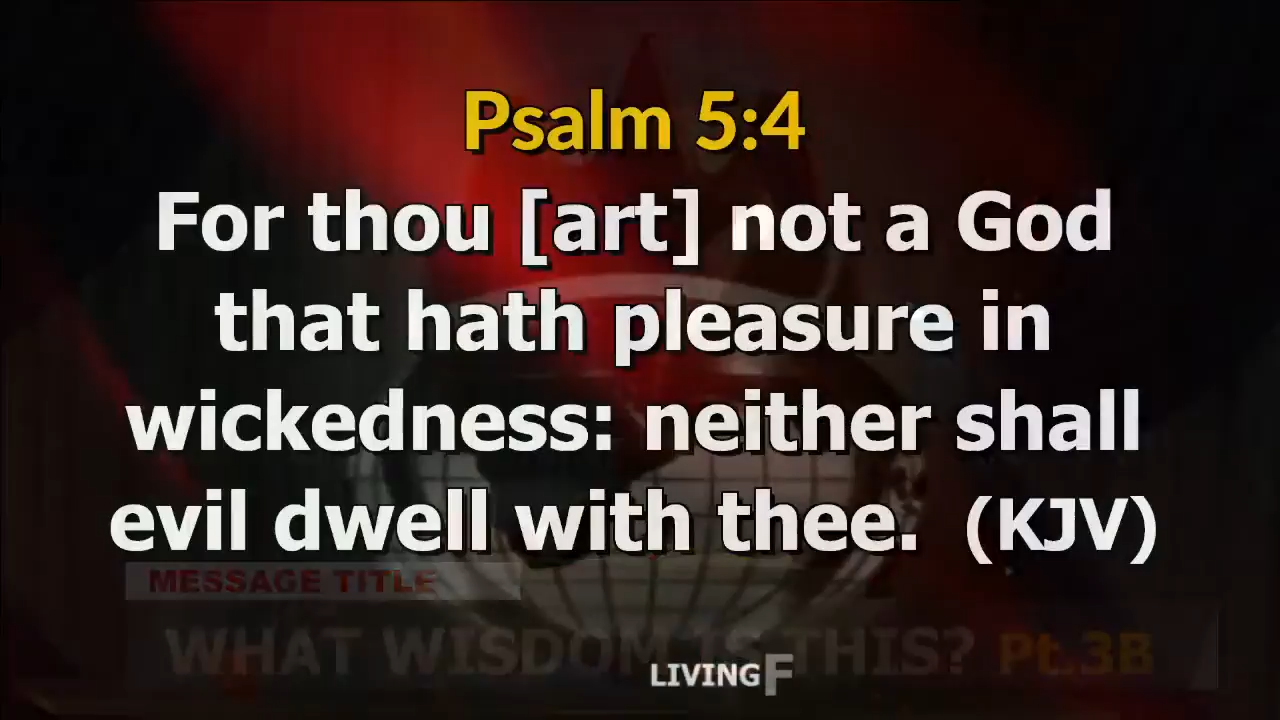 Psalm 5:4
For thou [art] not a God
that hath pleasure in
wickedness: neither shall
evil dwell with thee. (KJV)
MESSAGE TITLE
WHAT WISDOM IS THIS? Pt.3B
LIVING F